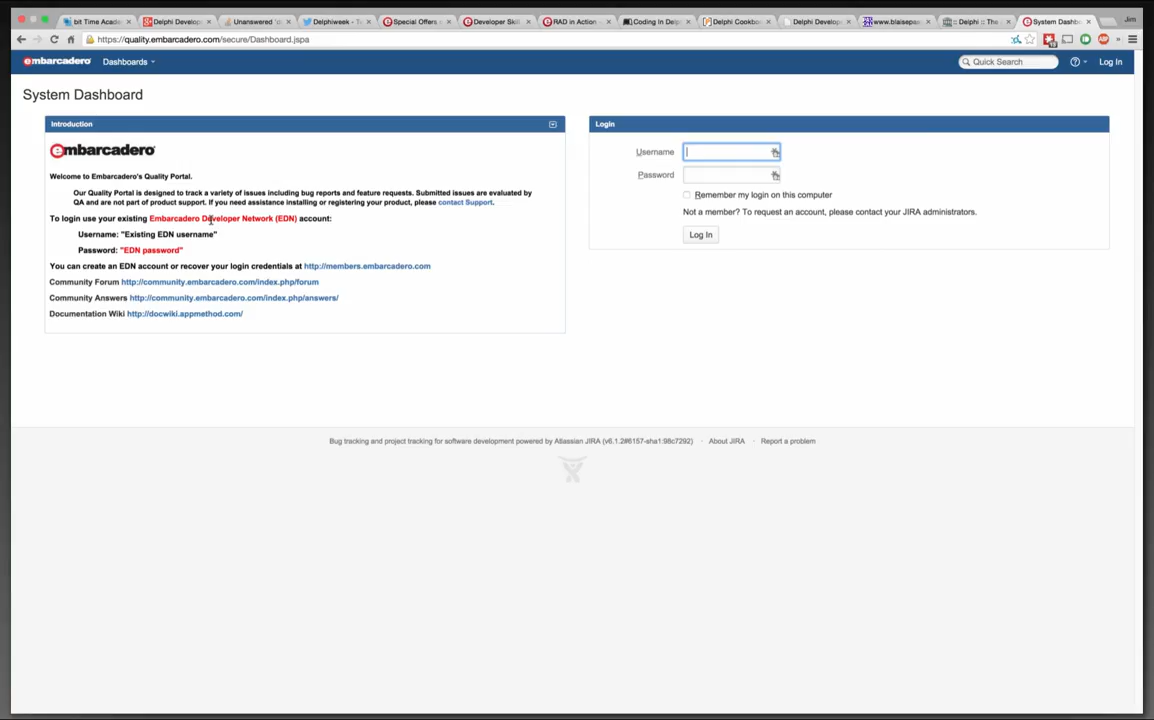 bit Time Acade
Delphi Develop
Unanswered 'd
Delphiweek - T
Special Offers
Developer Skil
RAD in Action
Coding In Delp
Delphi Cookbo
Delphi Develop
www.blaisepas
:: Delphi :: The
System Dashbo
Jim
https://quality.embarcadero.com/secure/Dashboard.jspa
embarcadero
Dashboards
Quick Search
Log In
System Dashboard
Introduction
embarcadero
Welcome to Embarcadero's Quality Portal.
Our Quality Portal is designed to track a variety of issues including bug reports and feature requests. Submitted issues are evaluated by
QA and are not part of product support. If you need assistance installing or registering your product, please contact Support.
To login use your existing Embarcadero Developer Network (EDN) account:
Username: "Existing EDN username"
Password: "EDN password"
You can create an EDN account or recover your login credentials at http://members.embarcadero.com
Community Forum http://community.embarcadero.com/index.php/forum
Community Answers http://community.embarcadero.com/index.php/answers/
Documentation Wiki http://docwiki.appmethod.com/
Login
Username
Password
Remember my login on this computer
Not a member? To request an account, please contact your JIRA administrators.
Log In
Bug tracking and project tracking for software development powered by Atlassian JIRA (v6.1.2#6157-sha1:98c7292) · About JIRA · Report a problem